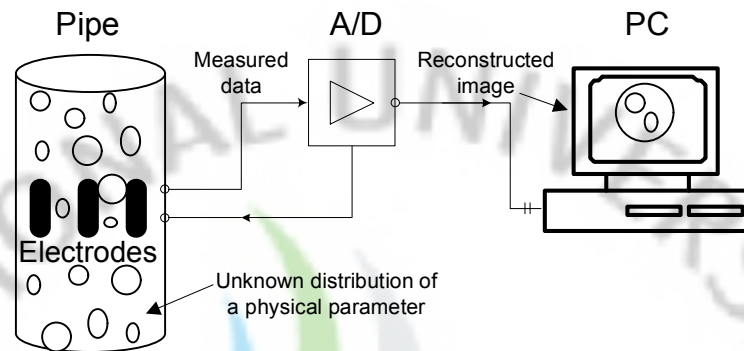 Pipe
A/D
PC
Measured
data
Reconstructed
image
Electrodes
Unknown distribution of
a physical parameter